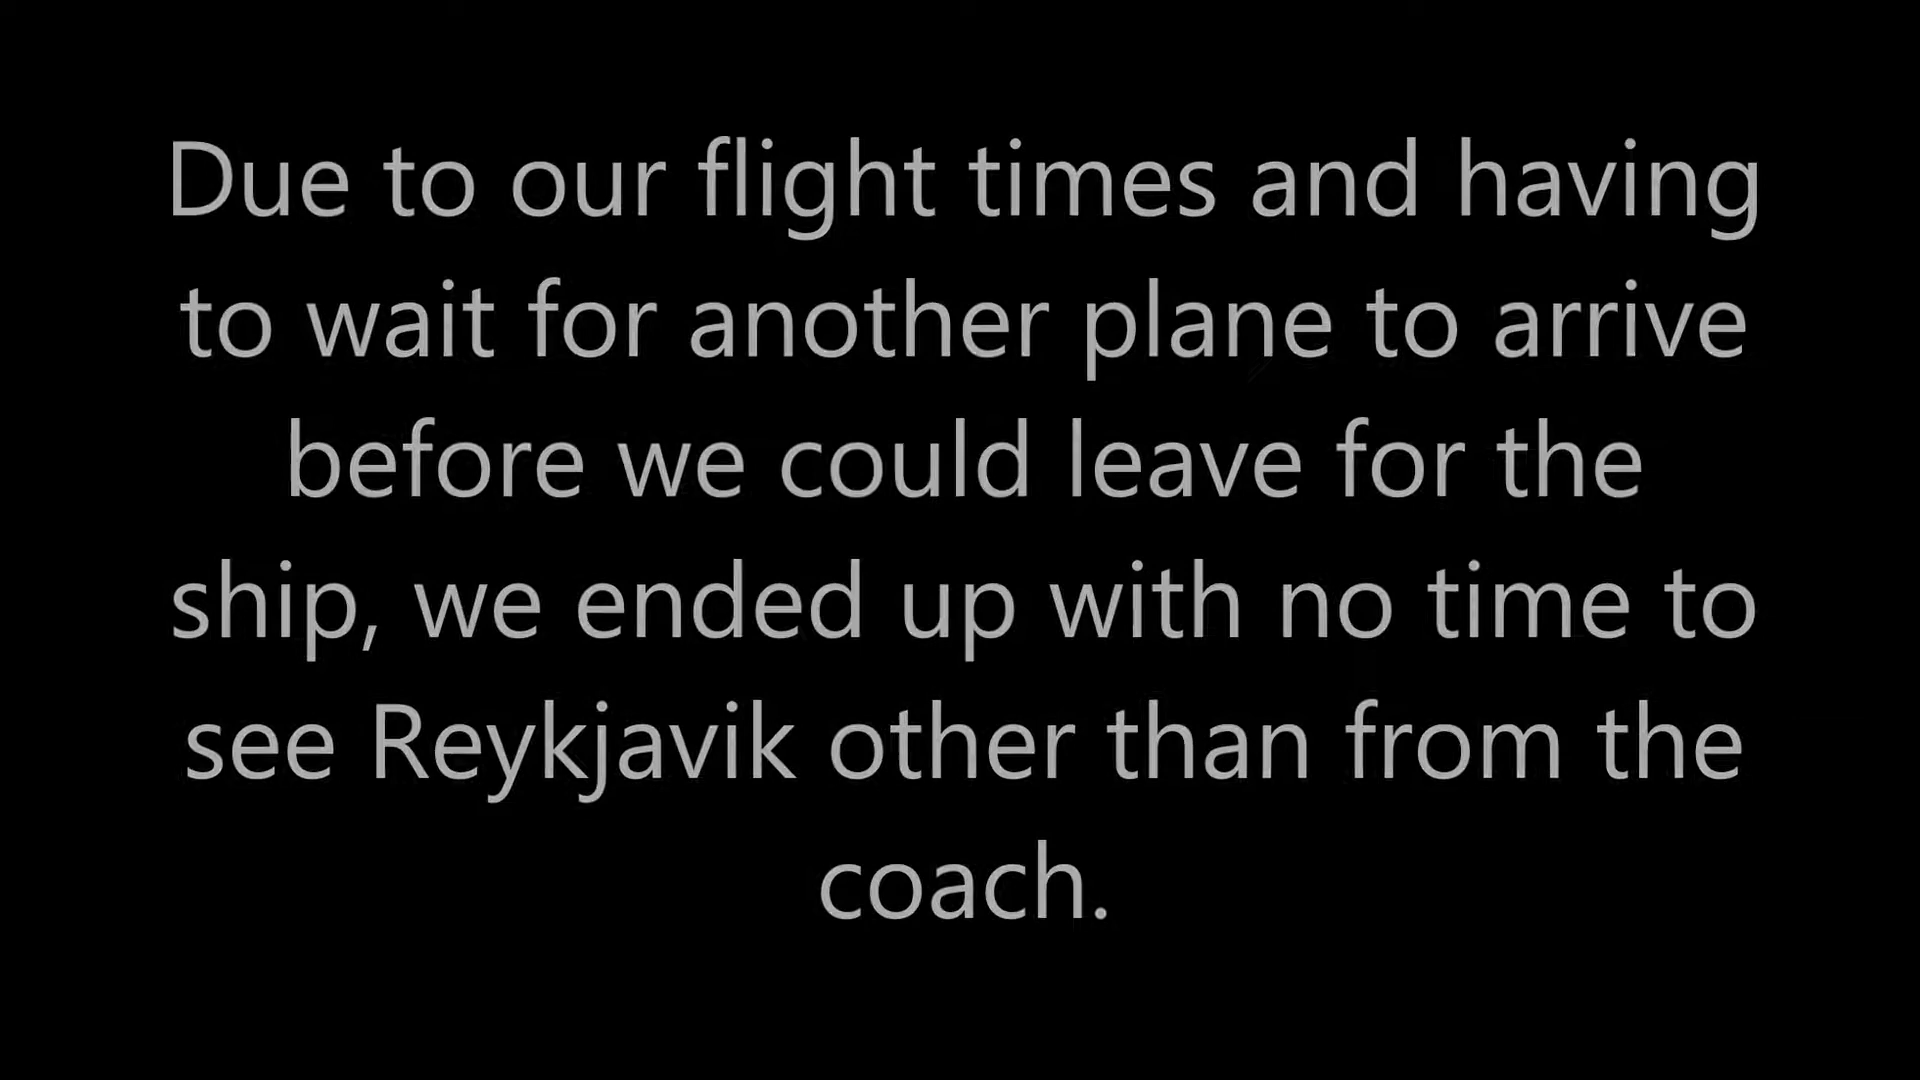 Due to our flight times and having
to wait for another plane to arrive
before we could leave for the
ship, we ended up with no time to
see Reykjavik other than from the
coach.